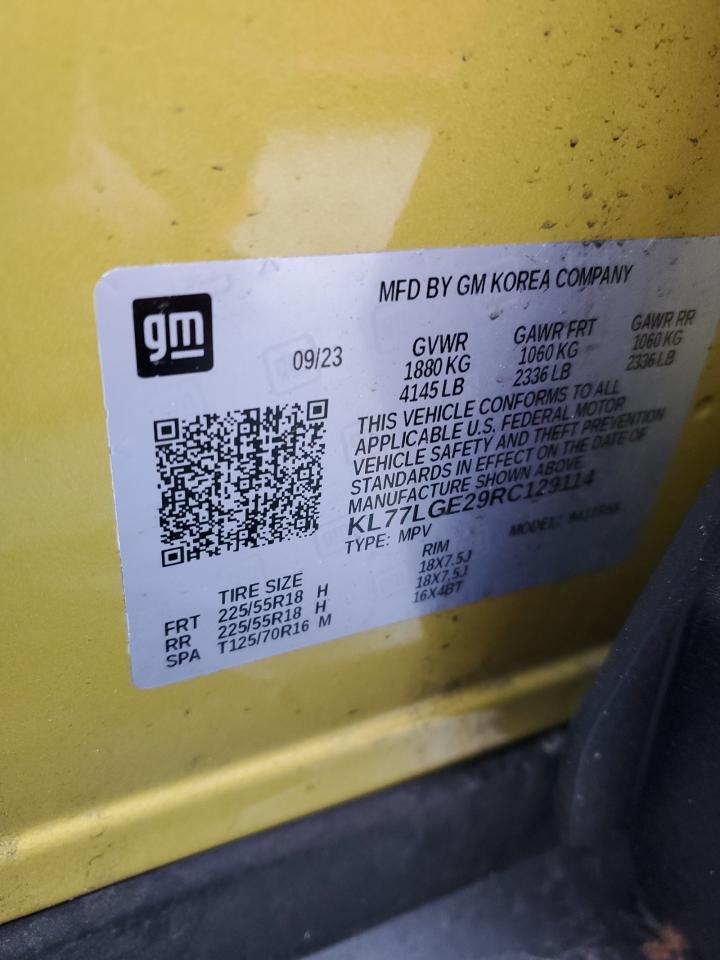 MFD BY GM KOREA COMPANY
gm
09/23
GVWR GAWR FRT GAWR RR
1880 KG 1060 KG 1060 KG
4145 LB 2336 LB 2336 LB
THIS VEHICLE CONFORMS TO ALL
APPLICABLE U.S. FEDERAL MOTOR
VEHICLE SAFETY AND THEFT PREVENTION
STANDARDS IN EFFECT ON THE DATE OF
MANUFACTURE SHOWN ABOVE
KL77LGE29RC129114
TYPE: MPV MODEL:
TIRE SIZE RIM
FRT 225/55R18 H 18X7.5J
RR 225/55R18 H 18X7.5J
SPA T125/70R16 M 16X4BT